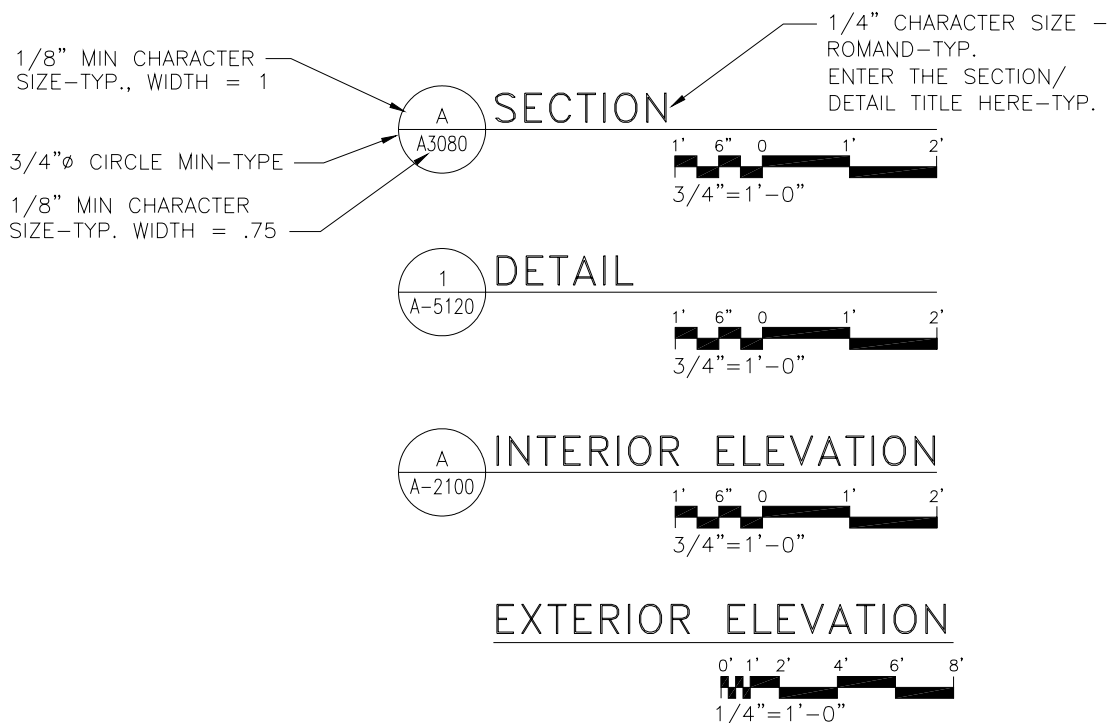 1/4" CHARACTER SIZE –
ROMAND–TYP.
ENTER THE SECTION/
DETAIL TITLE HERE–TYP.
1/8" MIN CHARACTER
SIZE–TYP., WIDTH = 1
A
SECTION
A3080
3/4"ø CIRCLE MIN–TYPE
1/8" MIN CHARACTER
SIZE–TYP. WIDTH = .75
1' 6" 0 1' 2'
3/4"=1'–0"
1
DETAIL
A–5120
1' 6" 0 1' 2'
3/4"=1'–0"
A
INTERIOR ELEVATION
A–2100
1' 6" 0 1' 2'
3/4"=1'–0"
EXTERIOR ELEVATION
0' 1' 2' 4' 6' 8'
1/4"=1'–0"